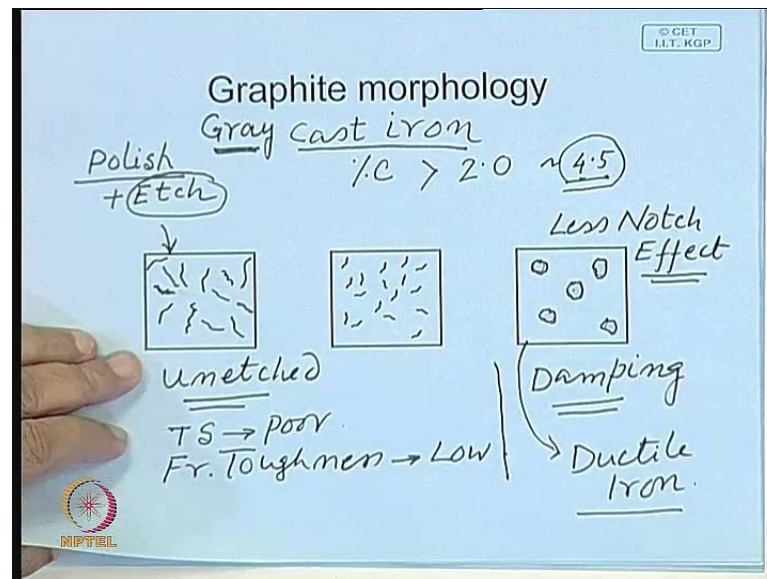 © CET
I.I.T. KGP
Graphite morphology
Gray cast iron
Polish
+ Etch
%C > 2.0 ~ 4.5
Less Notch
Effect
Unetched
Damping
TS → Poor
Fr. Toughness → Low
Ductile
Iron.
NPTEL